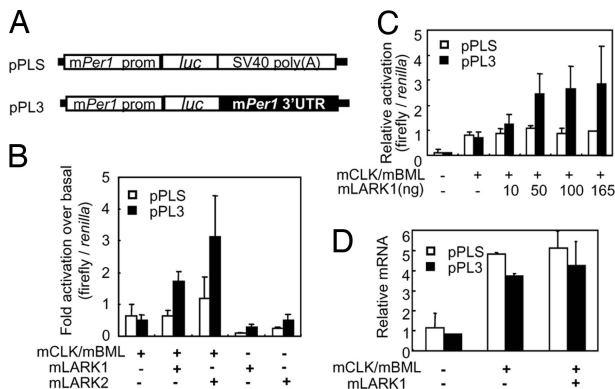 A
pPLS mPer1 prom luc SV40 poly(A)
pPL3 mPer1 prom luc mPer1 3'UTR
B
Fold activation over basal
(firefly / renilla)
5
4
3
2
1
0
pPLS
pPL3
mCLK/mBML + + + - -
mLARK1 - + - + -
mLARK2 - - + - +
C
Relative activation
(firefly / renilla)
4
3
2
1
0
pPLS
pPL3
mCLK/mBML - + + + + +
mLARK1(ng) - - 10 50 100 165
D
Relative mRNA
6
5
4
3
2
1
0
pPLS
pPL3
mCLK/mBML - + +
mLARK1 - - +